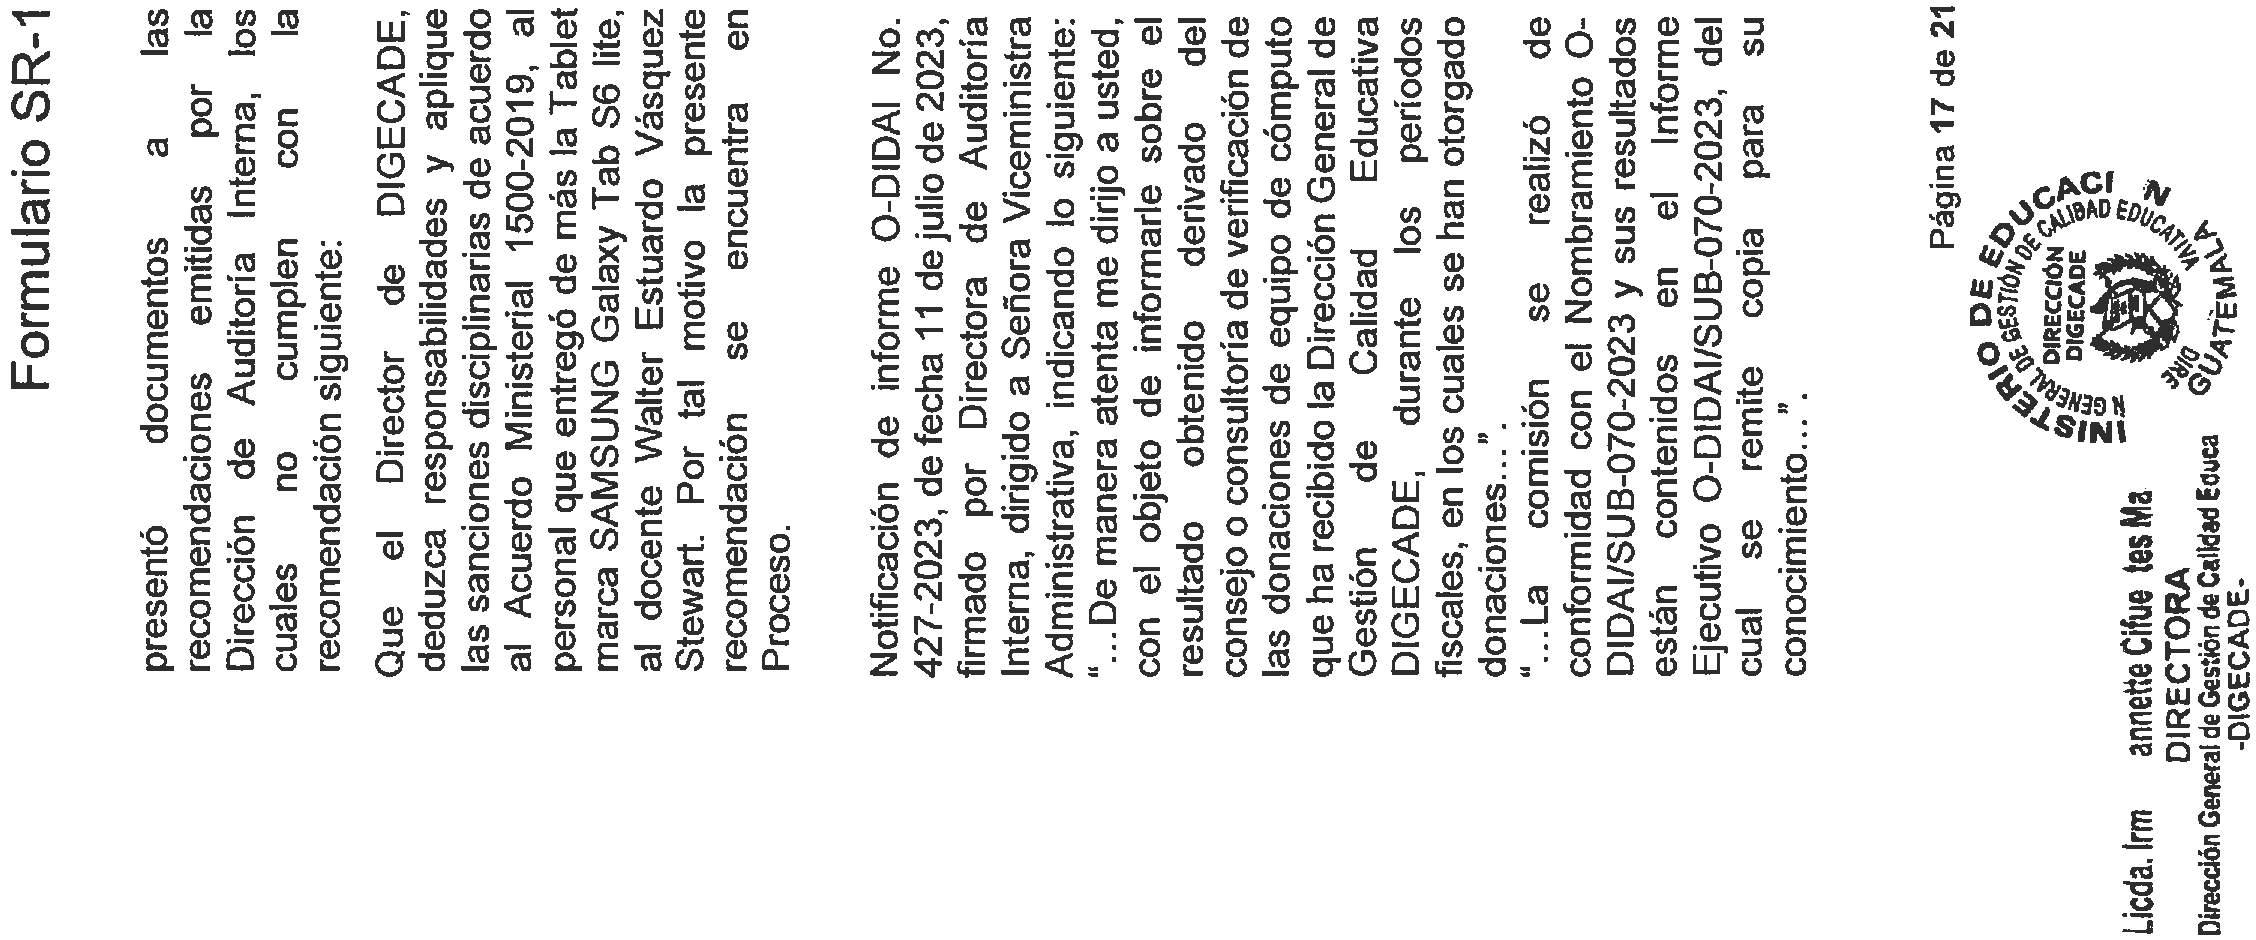 Formulario SR-1
presentó documentos a las
recomendaciones emitidas por la
Dirección de Auditoría Interna, los
cuales no cumplen con la
recomendación siguiente:
Que el Director de DIGECADE,
deduzca responsabilidades y aplique
las sanciones disciplinarias de acuerdo
al Acuerdo Ministerial 1500-2019, al
personal que entregó de más la Tablet
marca SAMSUNG Galaxy Tab S6 lite,
al docente Walter Estuardo Vásquez
Stewart. Por tal motivo la presente
recomendación se encuentra en
Proceso.
Notificación de informe O-DIDAI No.
427-2023, de fecha 11 de julio de 2023,
firmado por Directora de Auditoría
Interna, dirigido a Señora Viceministra
Administrativa, indicando lo siguiente:
“…De manera atenta me dirijo a usted,
con el objeto de informarle sobre el
resultado obtenido derivado del
consejo o consultoría de verificación de
las donaciones de equipo de cómputo
que ha recibido la Dirección General de
Gestión de Calidad Educativa
DIGECADE, durante los períodos
fiscales, en los cuales se han otorgado
donaciones…”.
“…La comisión se realizó de
conformidad con el Nombramiento O-
DIDAI/SUB-070-2023 y sus resultados
están contenidos en el Informe
Ejecutivo O-DIDAI/SUB-070-2023, del
cual se remite copia para su
conocimiento…”.
Página 17 de 21
INISTERIO DE EDUCACI N
N GENERAL DE GESTIÓN DE CALIDAD EDUCATIVA
DIRECCIÓN
DIGECADE
DIRE
GUATEMALA
Licda. Irm annette Cifue tes Ma
DIRECTORA
Dirección General de Gestión de Calidad Educa
-DIGECADE-